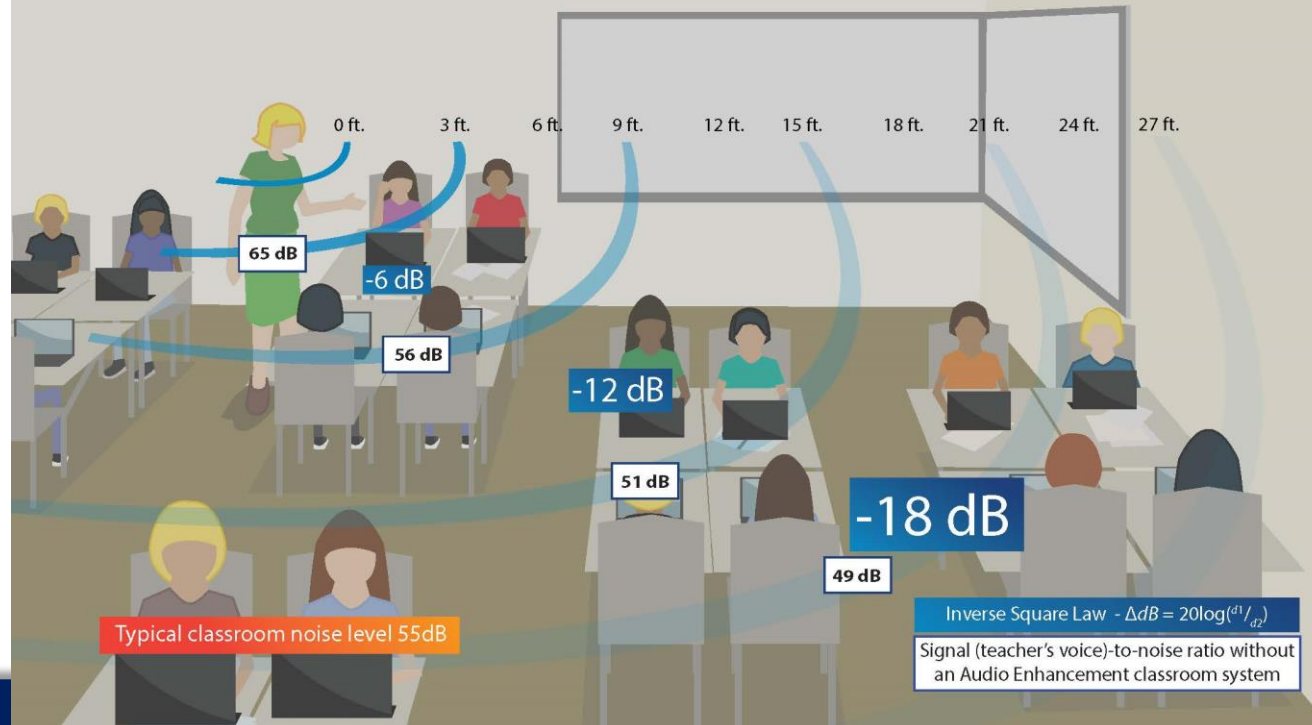 0 ft. 3 ft. 6 ft. 9 ft. 12 ft. 15 ft. 18 ft. 21 ft. 24 ft. 27 ft.
65 dB
-6 dB
56 dB
-12 dB
51 dB
-18 dB
49 dB
Typical classroom noise level 55dB
Inverse Square Law - ΔdB = 20log(d1/d2)
Signal (teacher's voice)-to-noise ratio without
an Audio Enhancement classroom system